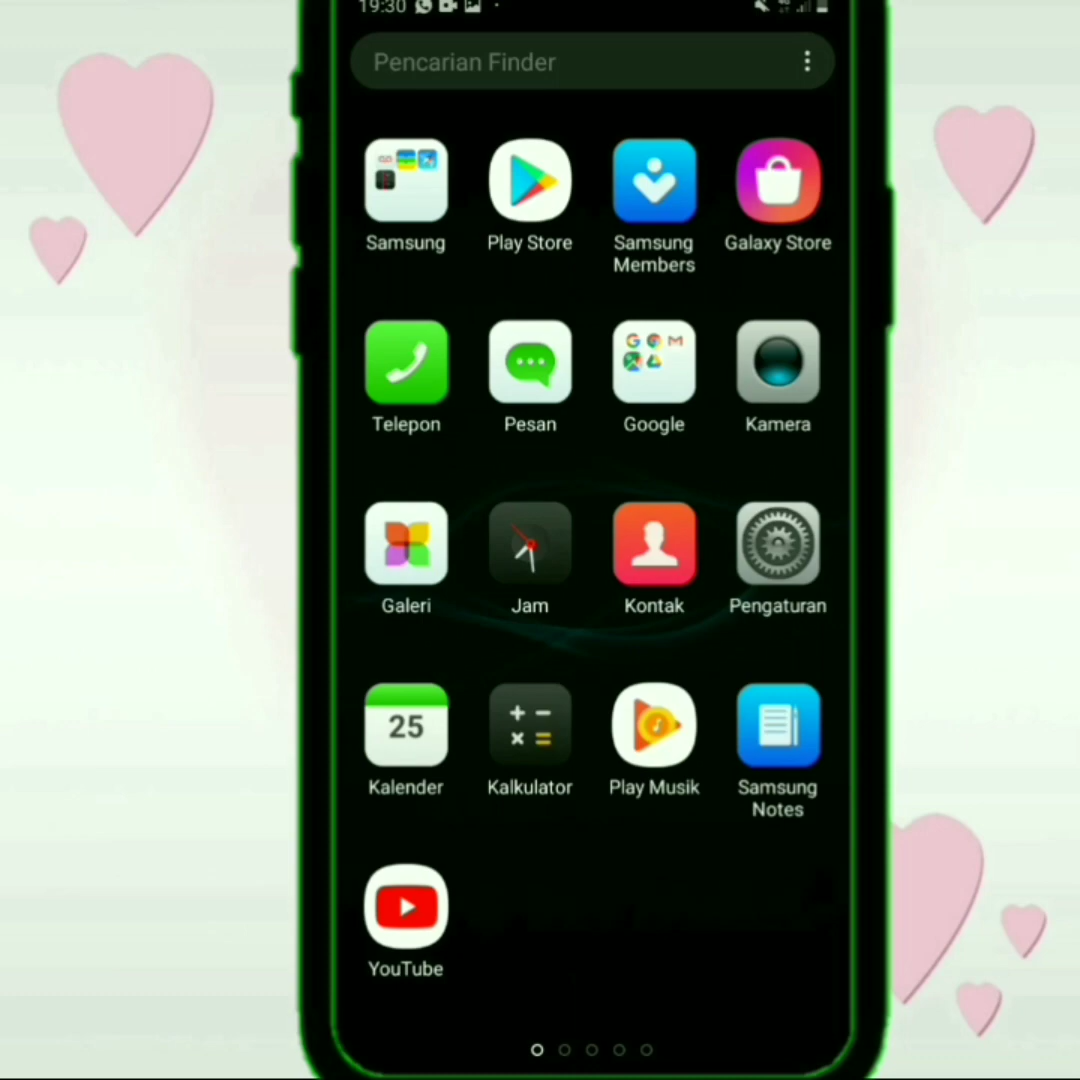 19:30
Pencarian Finder
Samsung
Play Store
Samsung
Members
Galaxy Store
Telepon
Pesan
Google
Kamera
Galeri
Jam
Kontak
Pengaturan
25
Kalender
Kalkulator
Play Musik
Samsung
Notes
YouTube